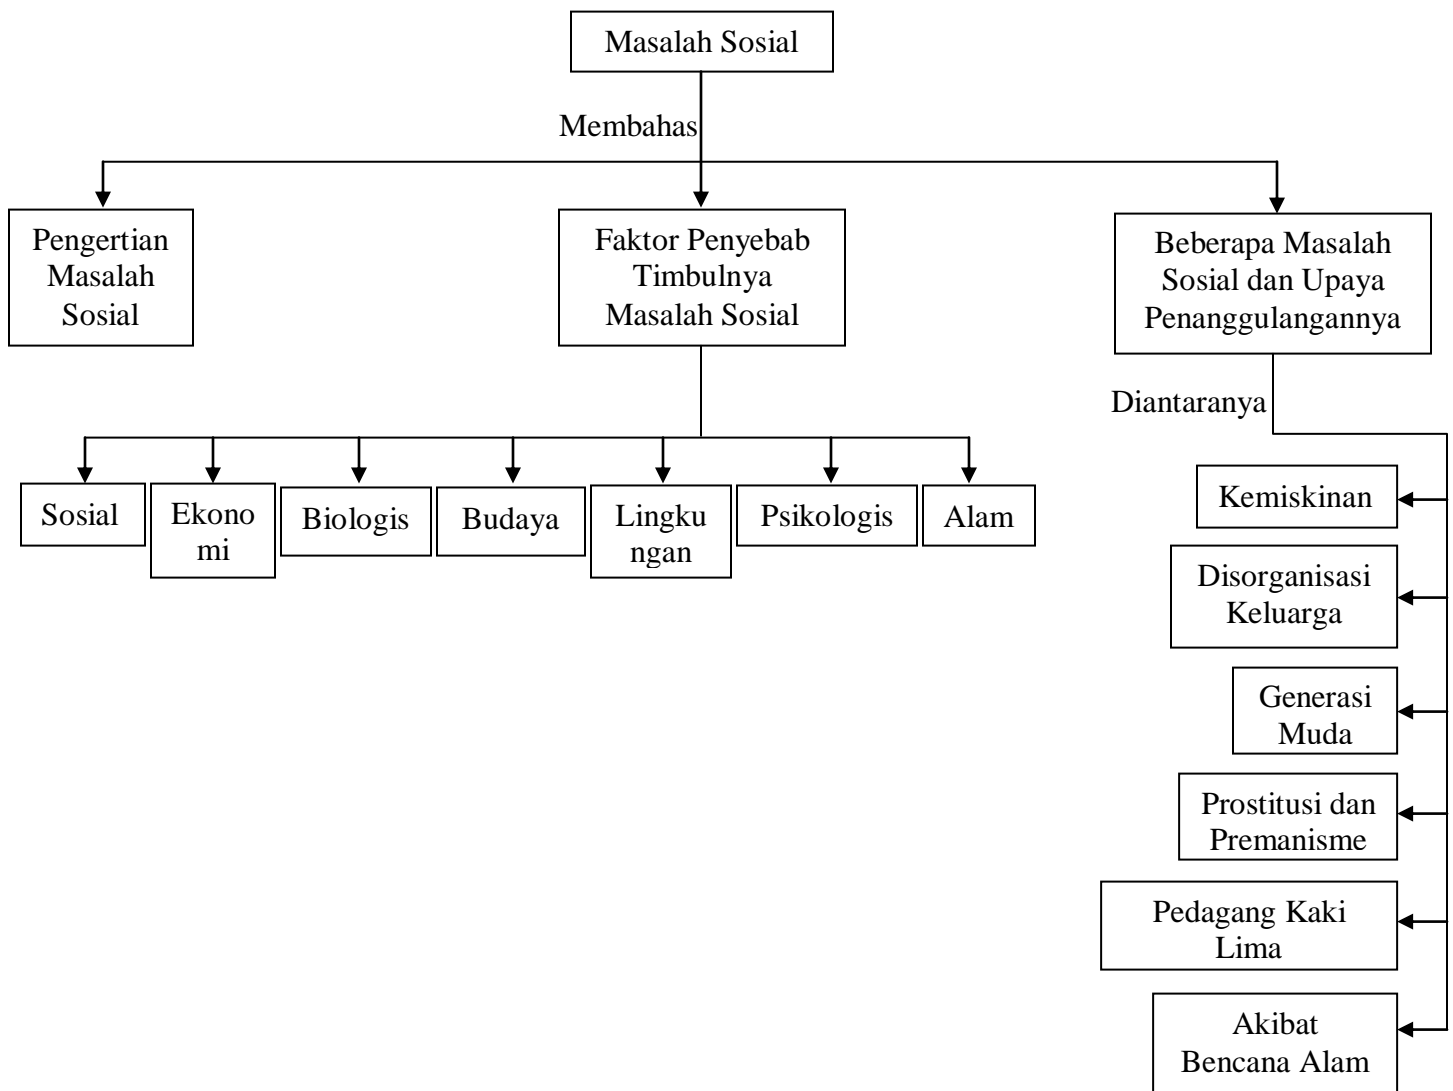 Masalah Sosial
Membahas
Pengertian
Masalah
Sosial
Faktor Penyebab
Timbulnya
Masalah Sosial
Beberapa Masalah
Sosial dan Upaya
Penanggulangannya
Diantaranya
Sosial
Ekono
mi
Biologis
Budaya
Lingku
ngan
Psikologis
Alam
Kemiskinan
Disorganisasi
Keluarga
Generasi
Muda
Prostitusi dan
Premanisme
Pedagang Kaki
Lima
Akibat
Bencana Alam